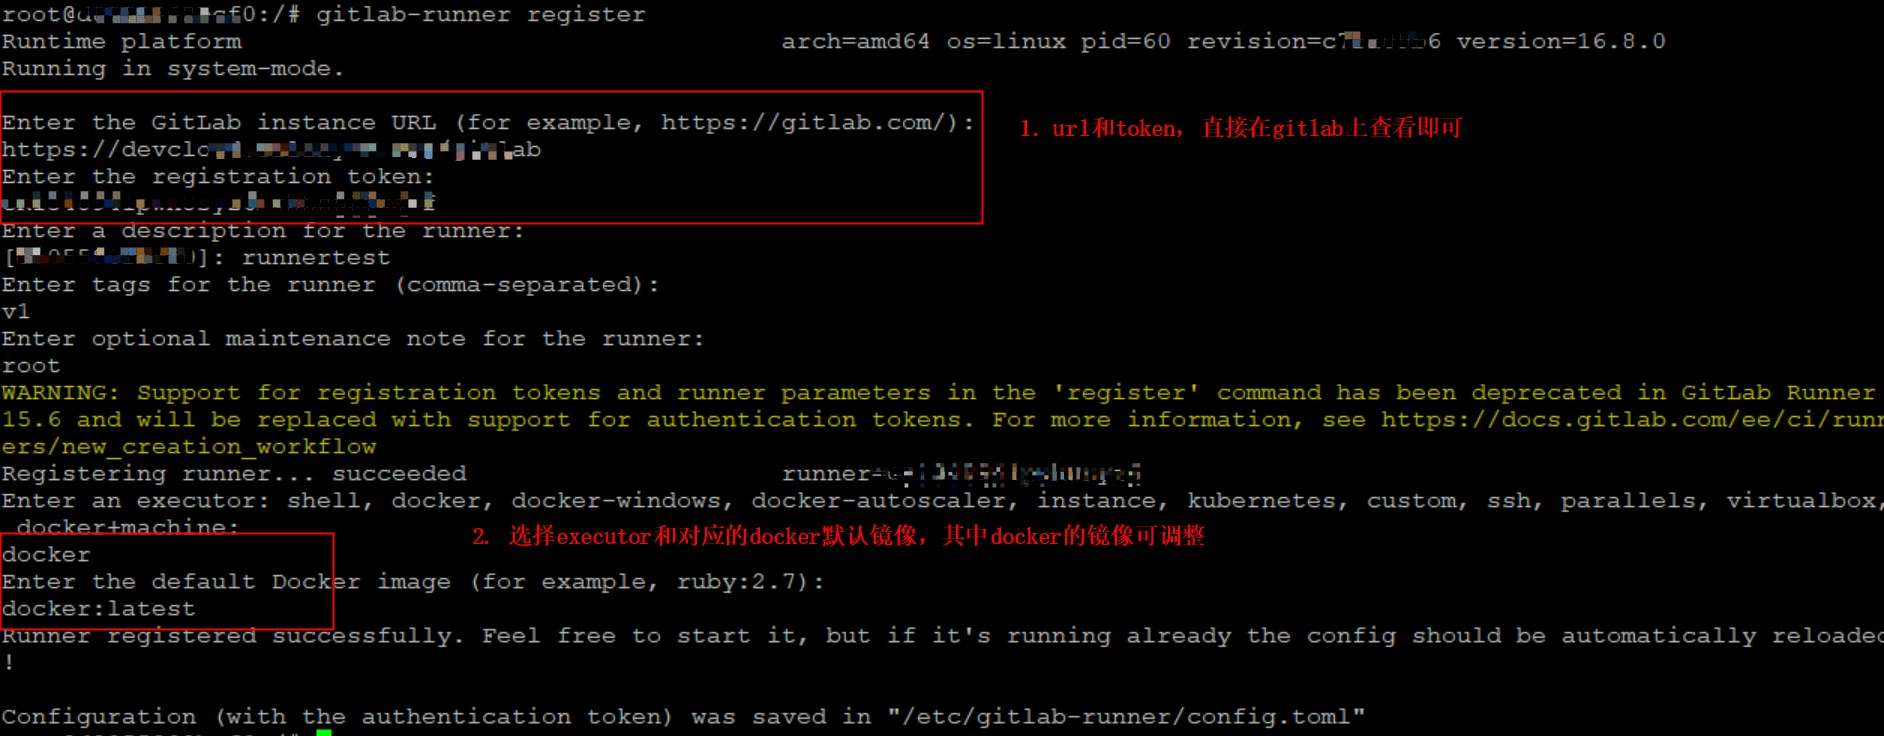 root@d cf0:/# gitlab-runner register
Runtime platform arch=amd64 os=linux pid=60 revision=c7 6 version=16.8.0
Running in system-mode.
Enter the GitLab instance URL (for example, https://gitlab.com/):
1. url和token，直接在gitlab上查看即可
https://devclo lab
Enter the registration token:
Enter a description for the runner:
[ ]: runnertest
Enter tags for the runner (comma-separated):
v1
Enter optional maintenance note for the runner:
root
WARNING: Support for registration tokens and runner parameters in the 'register' command has been deprecated in GitLab Runner
15.6 and will be replaced with support for authentication tokens. For more information, see https://docs.gitlab.com/ee/ci/runn
ers/new_creation_workflow
Registering runner... succeeded runner=
Enter an executor: shell, docker, docker-windows, docker-autoscaler, instance, kubernetes, custom, ssh, parallels, virtualbox,
docker+machine:
2. 选择executor和对应的docker默认镜像，其中docker的镜像可调整
docker
Enter the default Docker image (for example, ruby:2.7):
docker:latest
Runner registered successfully. Feel free to start it, but if it's running already the config should be automatically reloaded
!
Configuration (with the authentication token) was saved in "/etc/gitlab-runner/config.toml"